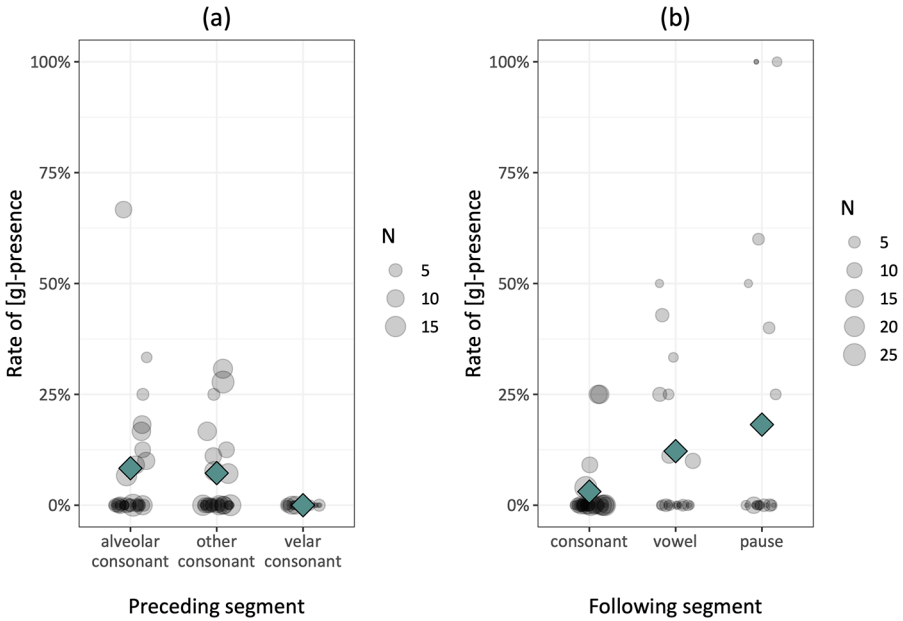 (a)
Rate of [g]-presence
100%
75%
50%
25%
0%
alveolar
consonant
other
consonant
velar
consonant
Preceding segment
N
5
10
15
(b)
Rate of [g]-presence
100%
75%
50%
25%
0%
consonant
vowel
pause
Following segment
N
5
10
15
20
25